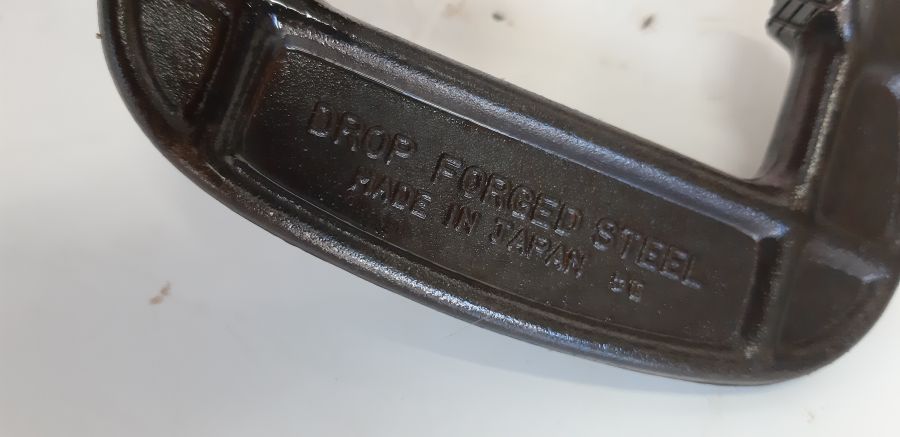 DROP FORGED STEEL
MADE IN JAPAN